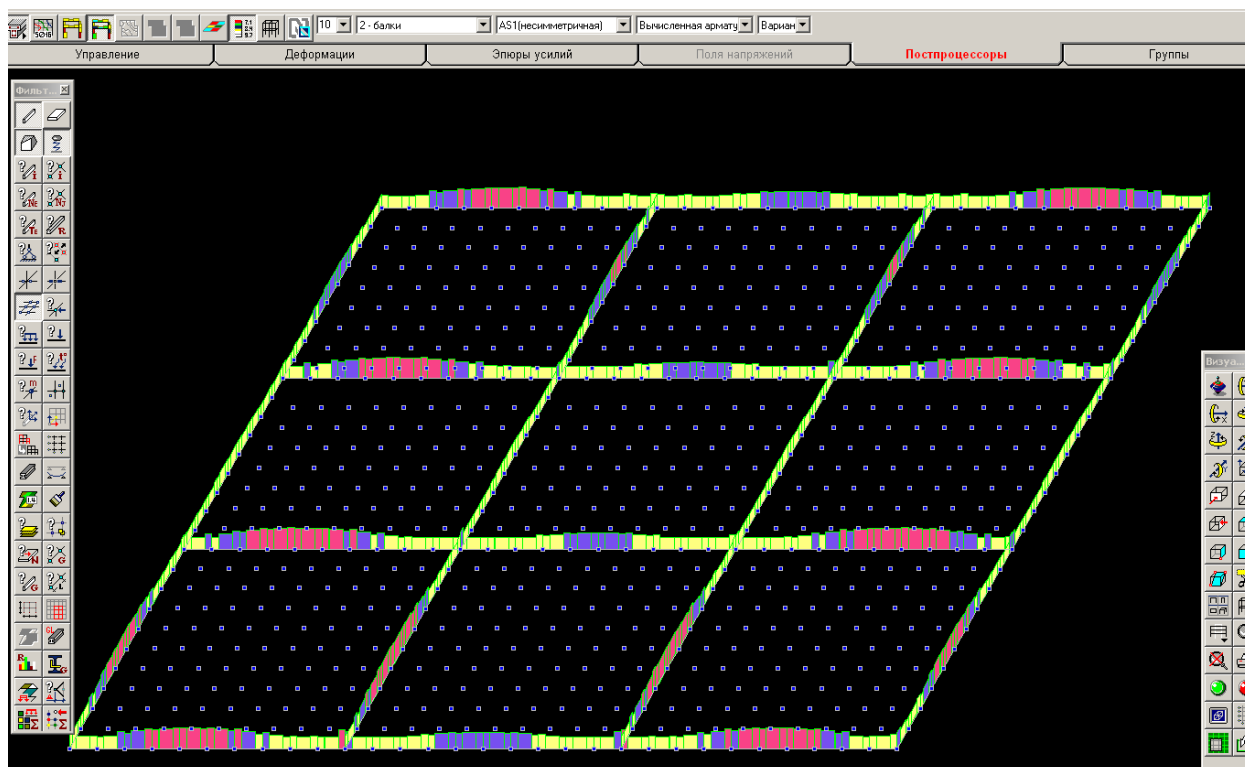 10 2 - балки AS1(несимметричная) Вычисленная армату Вариан
Управление Деформации Эпюры усилий Поля напряжений Постпроцессоры Группы
Фильт...
Визуа...